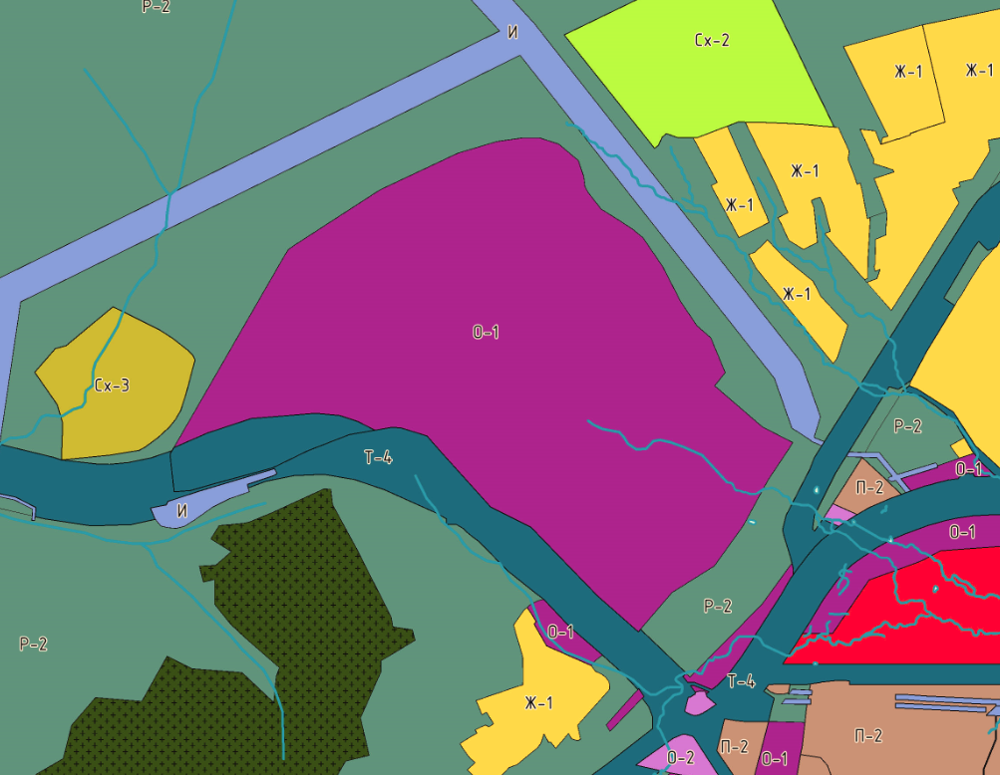 Р-2
И
Сх-2
Ж-1
Ж-1
Ж-1
Ж-1
Ж-1
О-1
Сх-3
Р-2
Т-4
О-1
П-2
И
О-1
Р-2
О-1
Р-2
Т-4
Ж-1
П-2
П-2
О-2
О-1